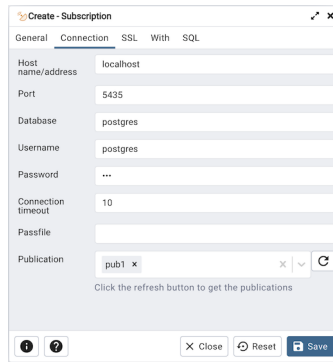 Create - Subscription
General Connection SSL With SQL
Host name/address
localhost
Port
5435
Database
postgres
Username
postgres
Password
•••
Connection timeout
10
Passfile
Publication
pub1 ×
Click the refresh button to get the publications
Close Reset Save